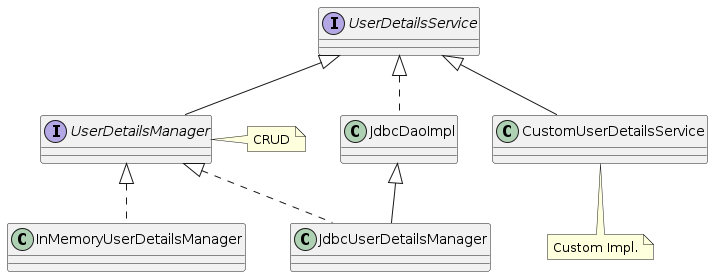 I UserDetailsService
I UserDetailsManager
CRUD
C JdbcDaoImpl
C CustomUserDetailsService
C InMemoryUserDetailsManager
C JdbcUserDetailsManager
Custom Impl.